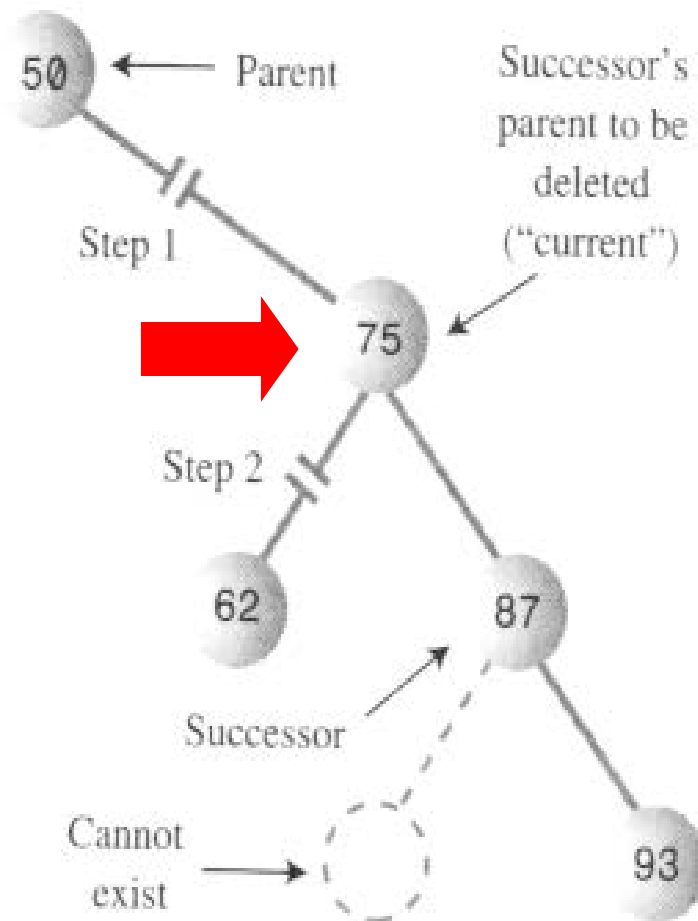 50
Parent
Successor's
parent to be
deleted
("current")
Step 1
75
Step 2
62
87
Successor
Cannot
exist
93